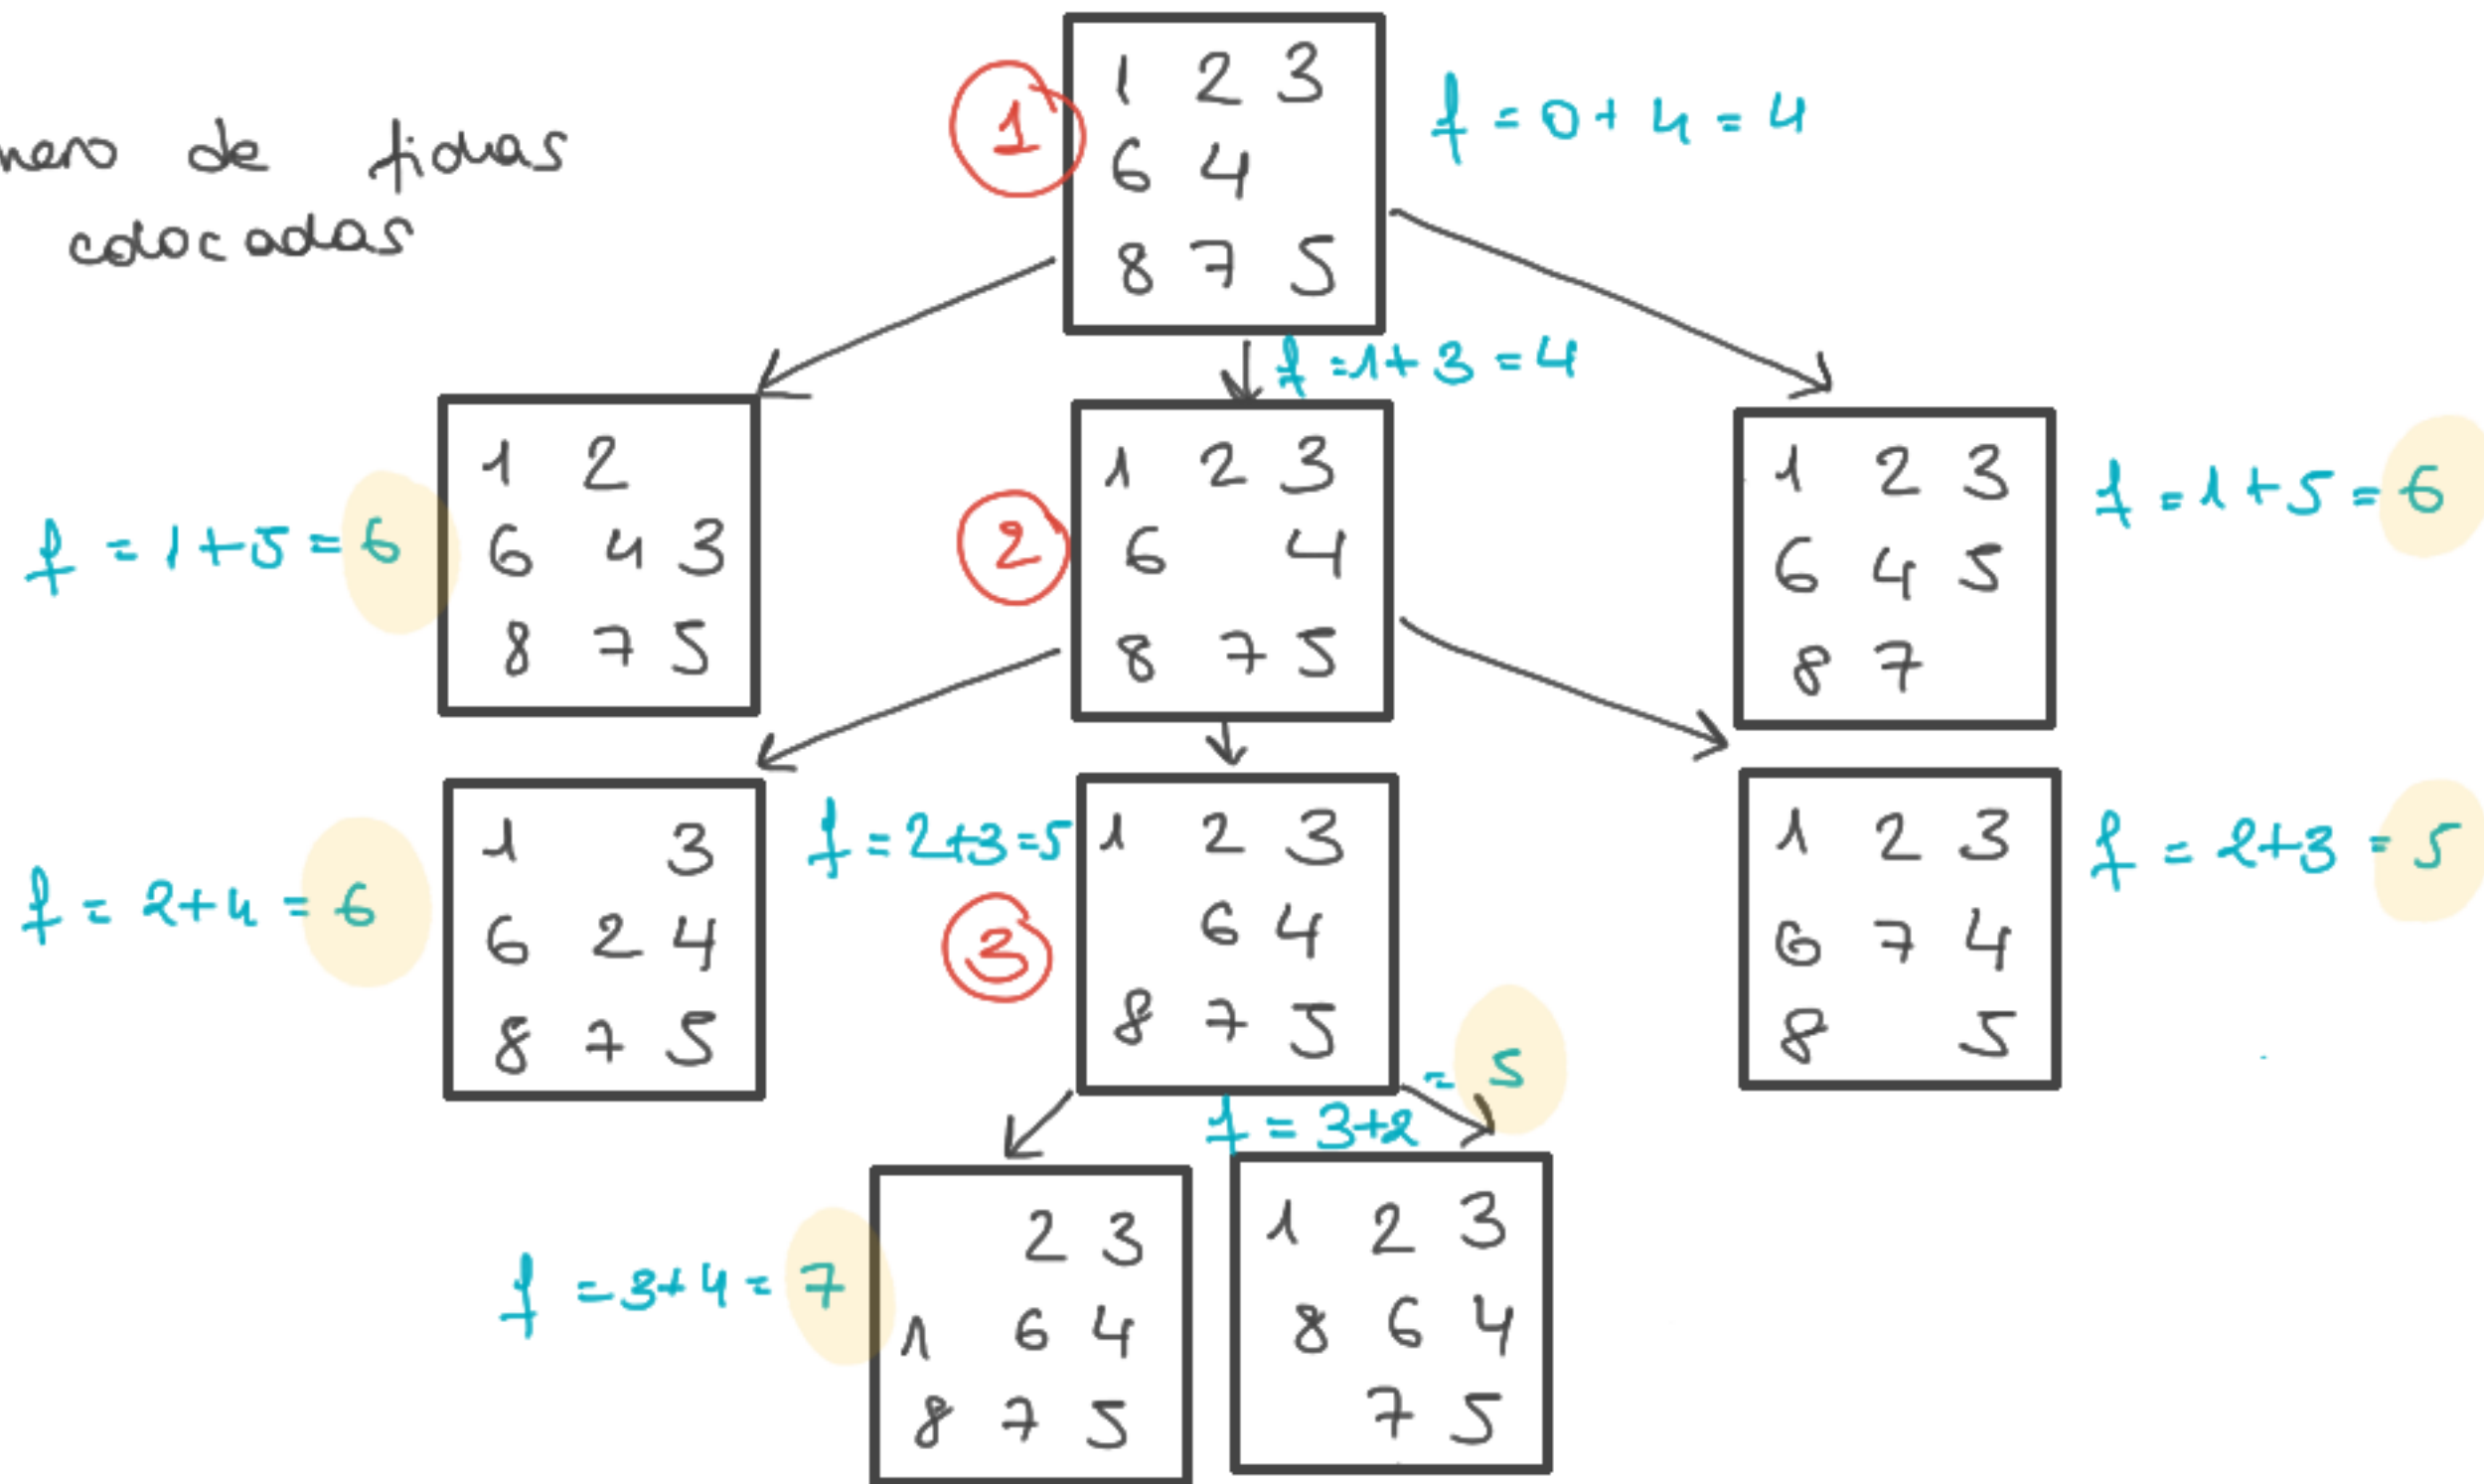 mero de fichas
colocadas
1
1 2 3
6 4
8 7 5
f = 0 + 4 = 4
f = 1 + 5 = 6
1 2
6 4 3
8 7 5
f = 1 + 3 = 4
2
1 2 3
6 4
8 7 5
1 2 3
6 4 5
8 7
f = 1 + 5 = 6
f = 2 + 4 = 6
1 3
6 2 4
8 7 5
f = 2 + 3 = 5
3
1 2 3
6 4
8 7 5
1 2 3
6 7 4
8 5
f = 2 + 3 = 5
f = 3 + 4 = 7
2 3
1 6 4
8 7 5
f = 3 + 2 = 5
1 2 3
8 6 4
7 5